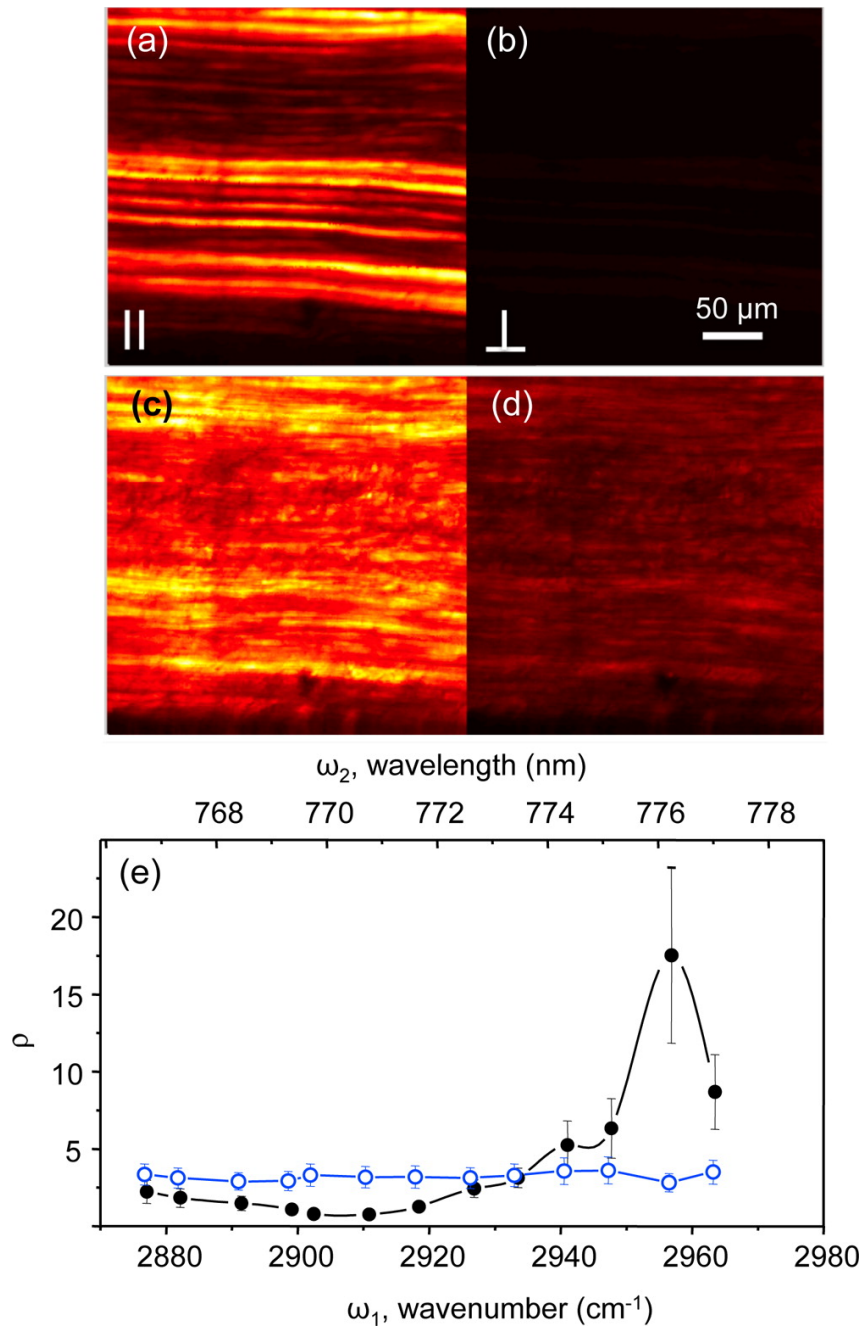 (a)
(b)
||
⊥
50 μm
(c)
(d)
ω₂, wavelength (nm)
768 770 772 774 776 778
(e)
20
15
10
5
ρ
2880 2900 2920 2940 2960 2980
ω₁, wavenumber (cm⁻¹)